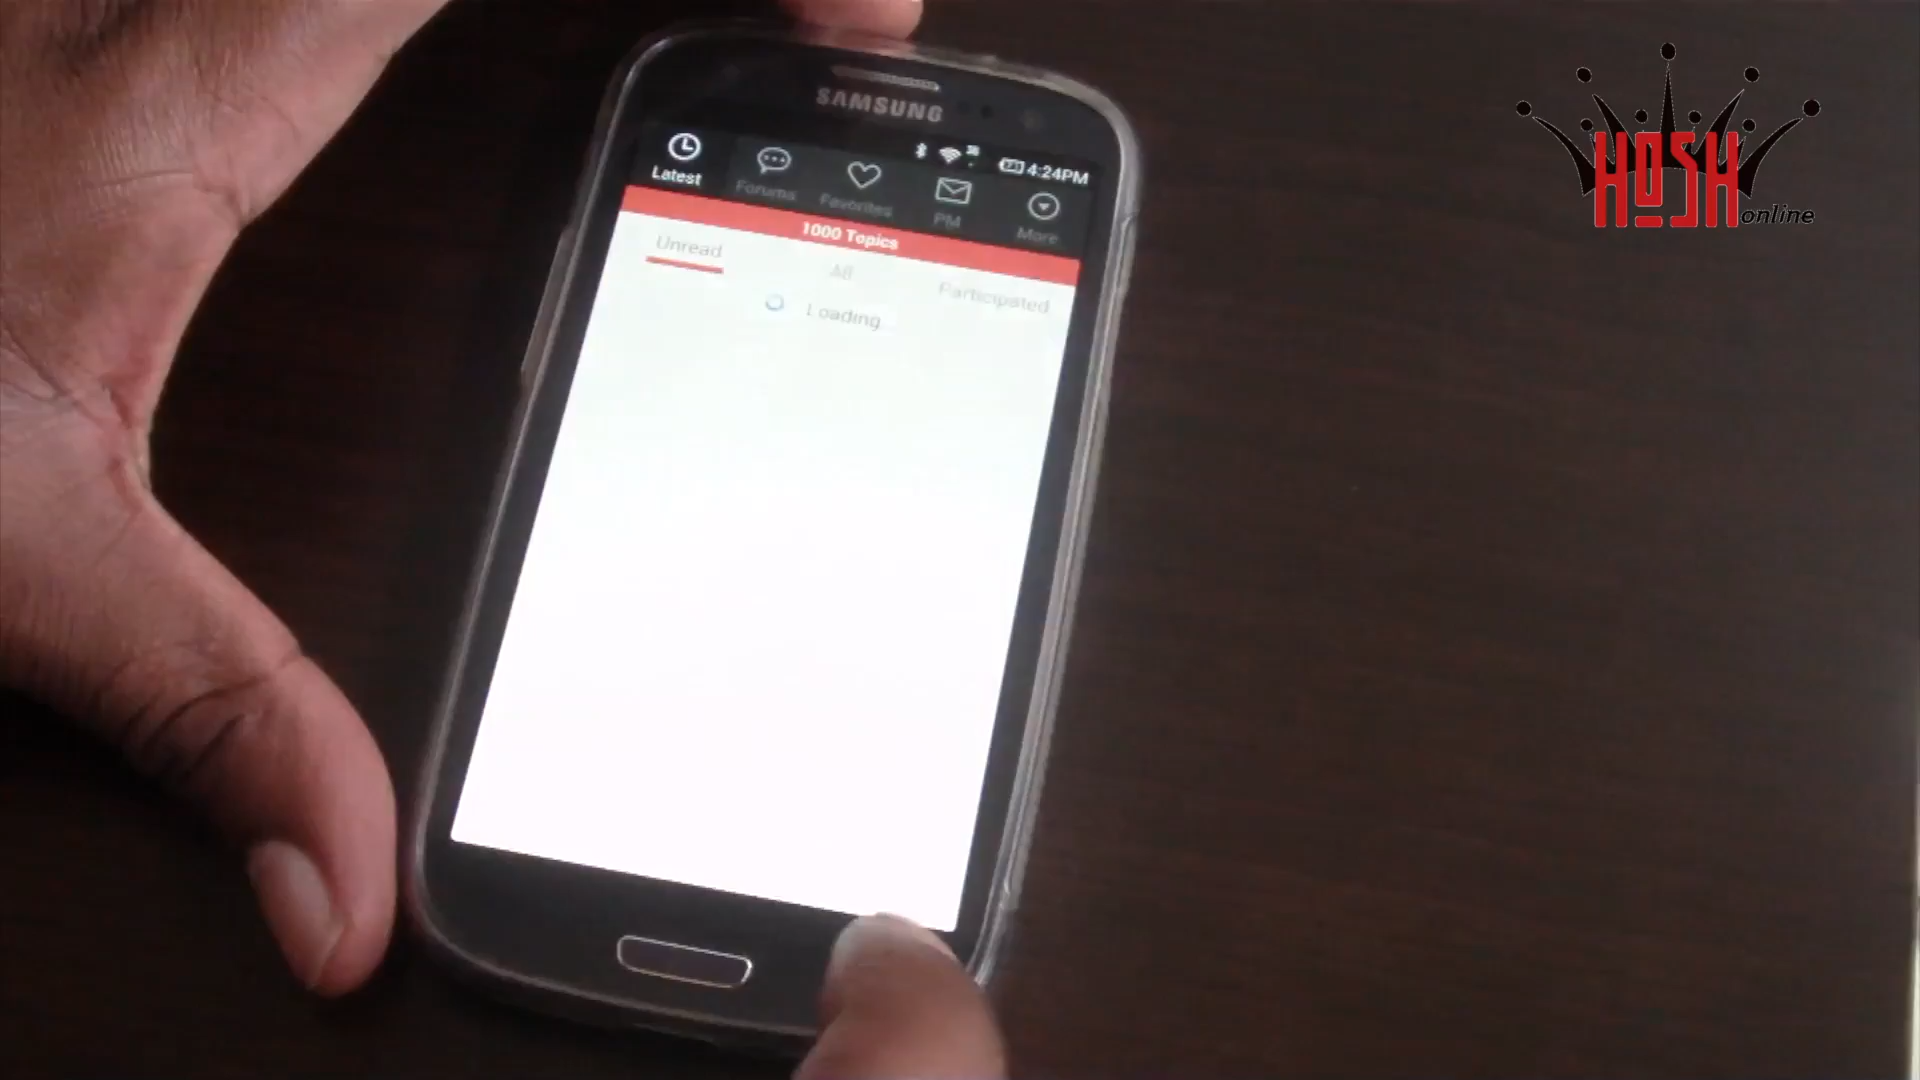 HOSH
online
SAMSUNG
4:24PM
Latest
Forums
Favorites
PM
More
1000 Topics
Unread
All
Participated
Loading...